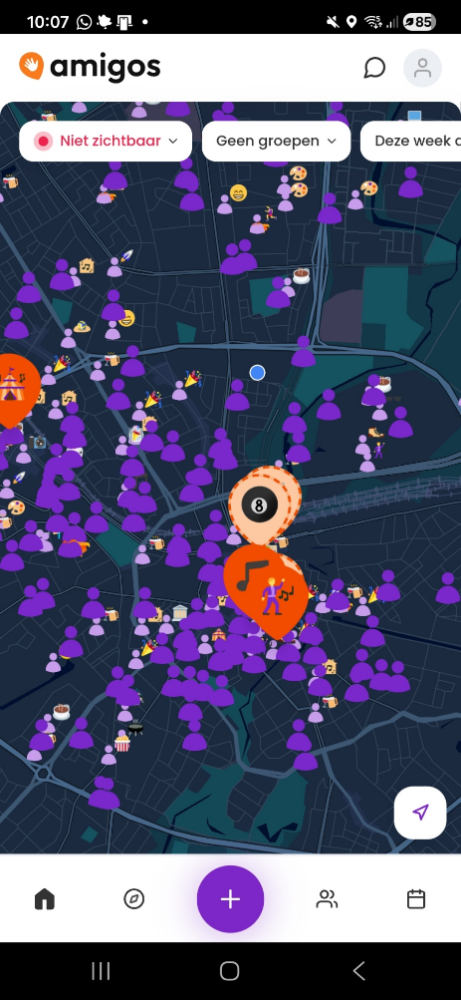 10:07
85
amigos
Niet zichtbaar
Geen groepen
Deze week
8